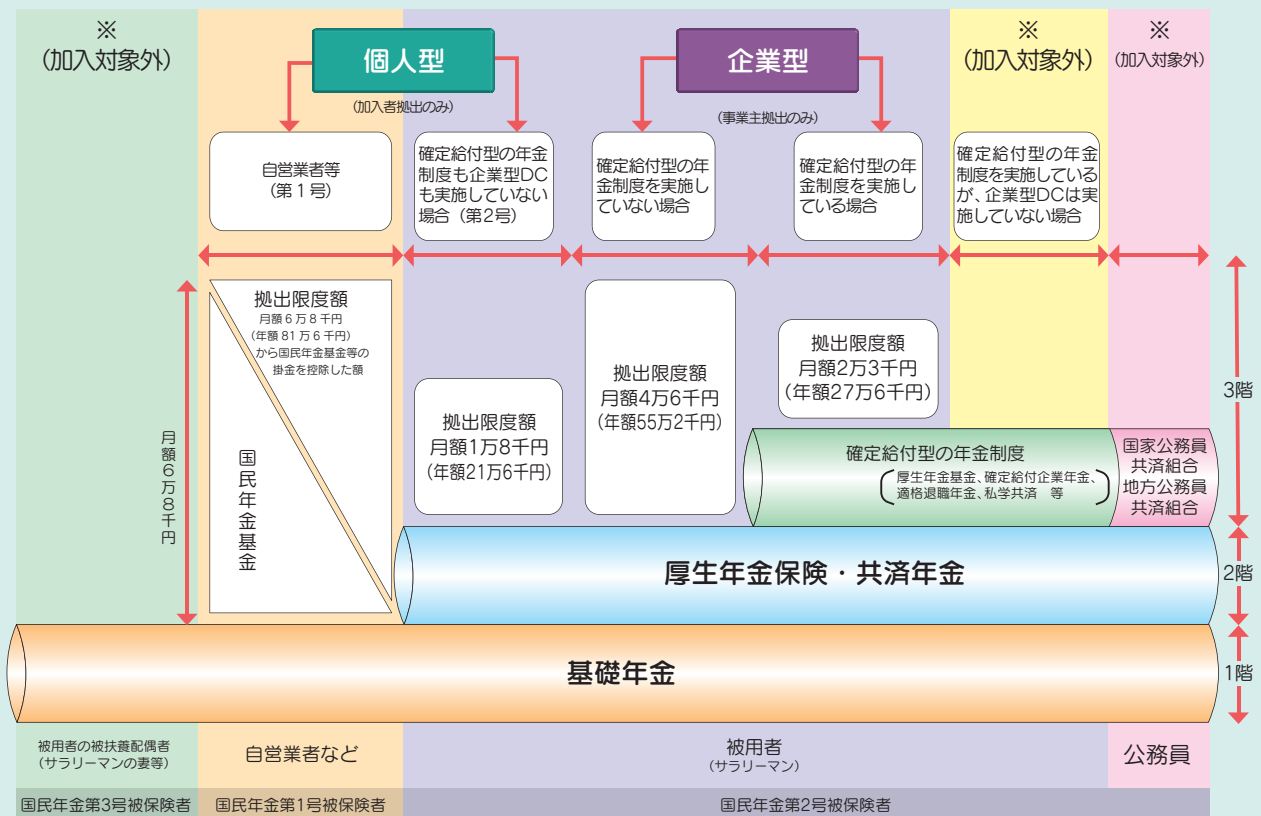 ※
(加入対象外)
個人型
(加入者拠出のみ)
企業型
(事業主拠出のみ)
※
(加入対象外)
※
(加入対象外)
自営業者等
(第1号)
確定給付型の年金
制度も企業型DC
も実施していない
場合(第2号)
確定給付型の年
金制度を実施し
ていない場合
確定給付型の年
金制度を実施し
ている場合
確定給付型の年金
制度を実施している
が、企業型DCは実
施していない場合
拠出限度額
月額6万8千円
(年額81万6千円)
から国民年金基金等の
掛金を控除した額
国民年金基金
月額6万8千円
拠出限度額
月額1万8千円
(年額21万6千円)
拠出限度額
月額4万6千円
(年額55万2千円)
拠出限度額
月額2万3千円
(年額27万6千円)
確定給付型の年金制度
(厚生年金基金、確定給付企業年金、
適格退職年金、私学共済 等)
国家公務員
共済組合
地方公務員
共済組合
3階
厚生年金保険・共済年金
2階
基礎年金
1階
被用者の被扶養配偶者
(サラリーマンの妻等)
自営業者など
被用者
(サラリーマン)
公務員
国民年金第3号被保険者
国民年金第1号被保険者
国民年金第2号被保険者